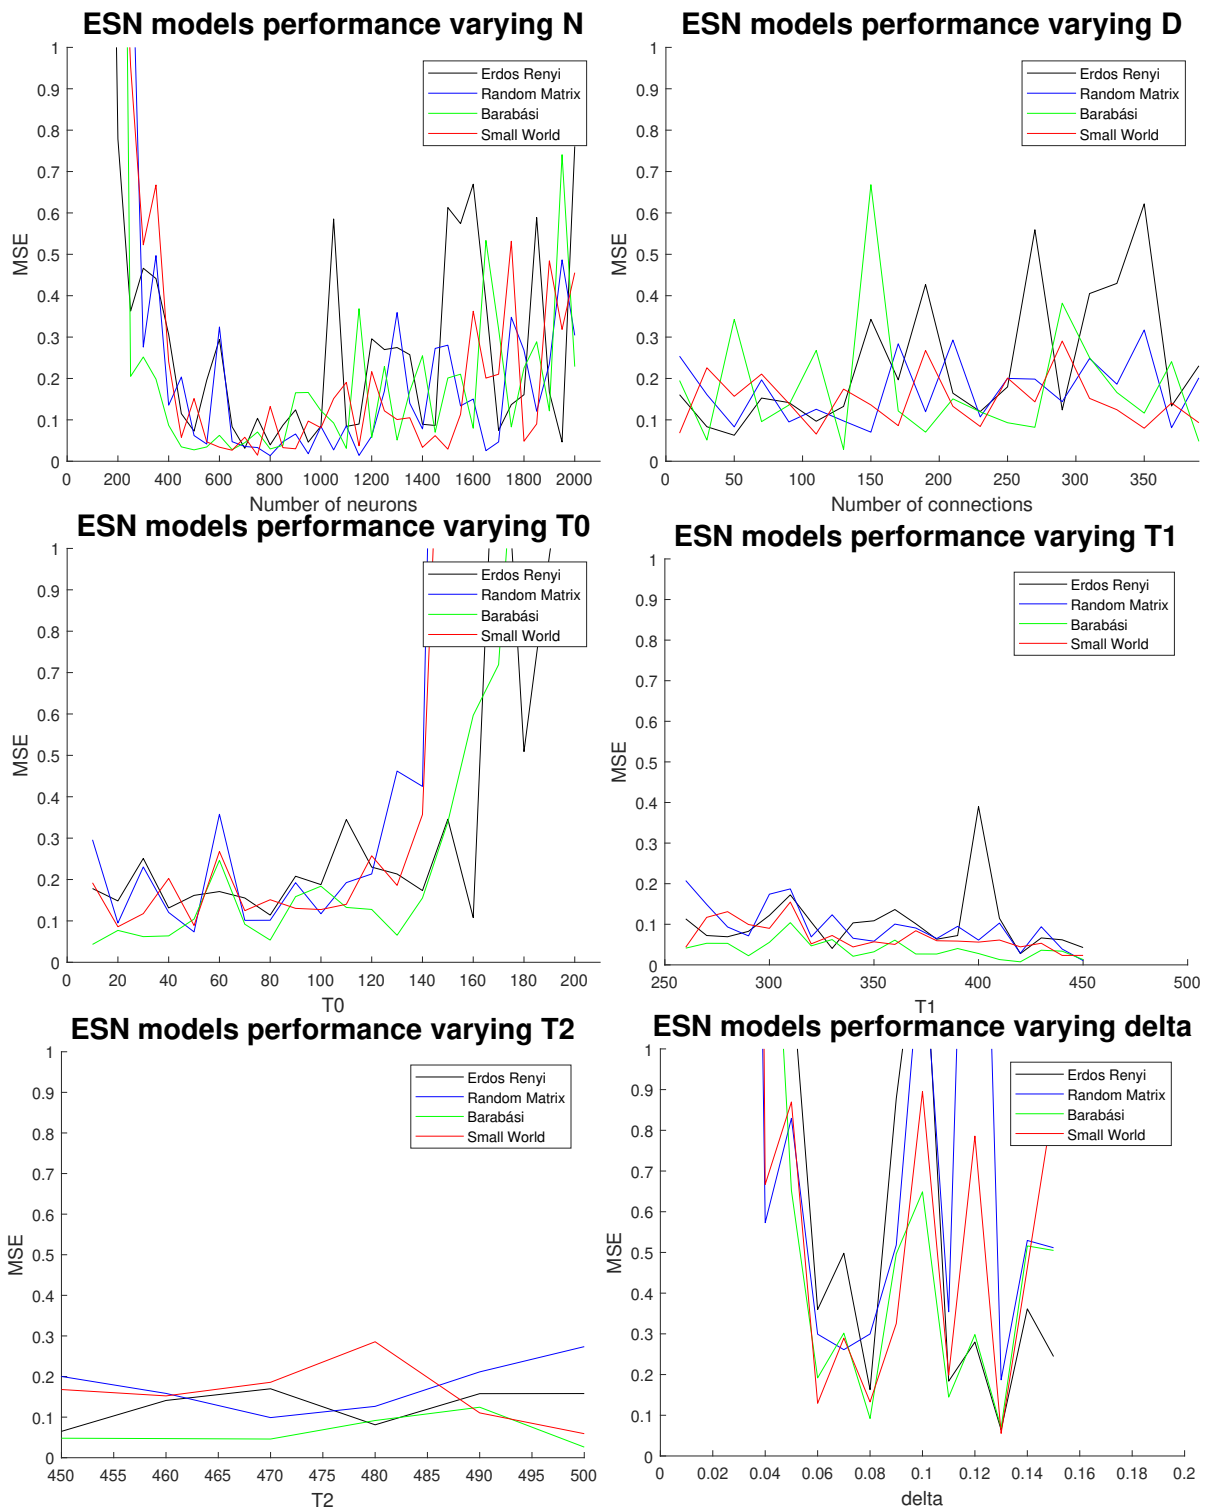 ESN models performance varying N
1
0.9
0.8
0.7
0.6
0.5
0.4
0.3
0.2
0.1
0
MSE
Erdos Renyi
Random Matrix
Barabási
Small World
0 200 400 600 800 1000 1200 1400 1600 1800 2000
Number of neurons
ESN models performance varying D
1
0.9
0.8
0.7
0.6
0.5
0.4
0.3
0.2
0.1
0
MSE
Erdos Renyi
Random Matrix
Barabási
Small World
0 50 100 150 200 250 300 350
Number of connections
ESN models performance varying T0
1
0.9
0.8
0.7
0.6
0.5
0.4
0.3
0.2
0.1
0
MSE
Erdos Renyi
Random Matrix
Barabási
Small World
0 20 40 60 80 100 120 140 160 180 200
T0
ESN models performance varying T1
1
0.9
0.8
0.7
0.6
0.5
0.4
0.3
0.2
0.1
0
MSE
Erdos Renyi
Random Matrix
Barabási
Small World
250 300 350 400 450 500
T1
ESN models performance varying T2
1
0.9
0.8
0.7
0.6
0.5
0.4
0.3
0.2
0.1
0
MSE
Erdos Renyi
Random Matrix
Barabási
Small World
450 455 460 465 470 475 480 485 490 495 500
T2
ESN models performance varying delta
1
0.9
0.8
0.7
0.6
0.5
0.4
0.3
0.2
0.1
0
MSE
Erdos Renyi
Random Matrix
Barabási
Small World
0 0.02 0.04 0.06 0.08 0.1 0.12 0.14 0.16 0.18 0.2
delta